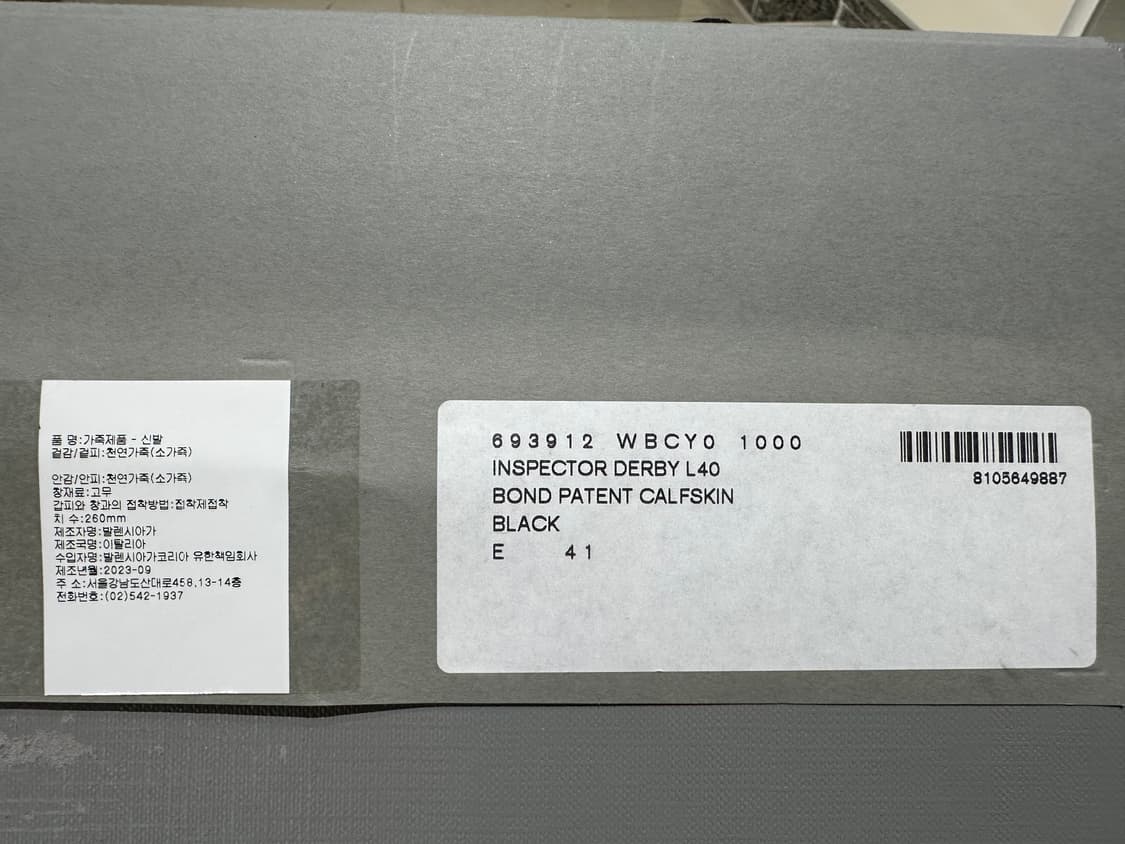 품 명:가죽제품 - 신발
겉감/겉피:천연가죽(소가죽)
안감/안피:천연가죽(소가죽)
창재료:고무
갑피와 창과의 접착방법:접착제접착
치 수:260mm
제조자명:발렌시아가
제조국명:이탈리아
수입자명:발렌시아가코리아 유한책임회사
제조년월:2023-09
주 소:서울강남도산대로458,13-14층
전화번호:(02)542-1937
693912 WBCY0 1000
INSPECTOR DERBY L40
BOND PATENT CALFSKIN
BLACK
E 41
8105649887